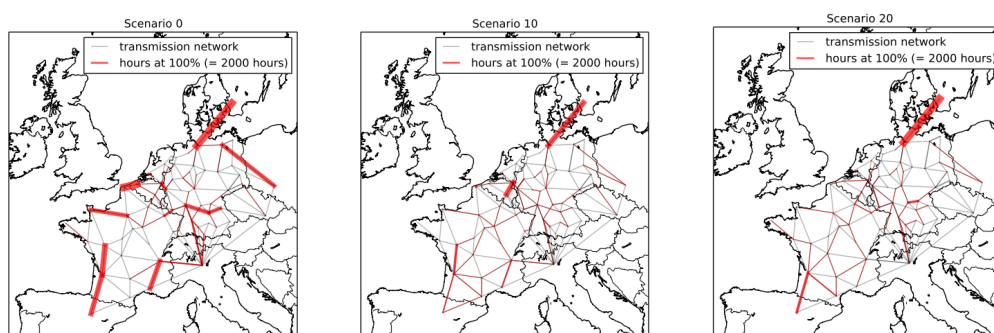 Scenario 0
transmission network
hours at 100% (= 2000 hours)
Scenario 10
transmission network
hours at 100% (= 2000 hours)
Scenario 20
transmission network
hours at 100% (= 2000 hours)